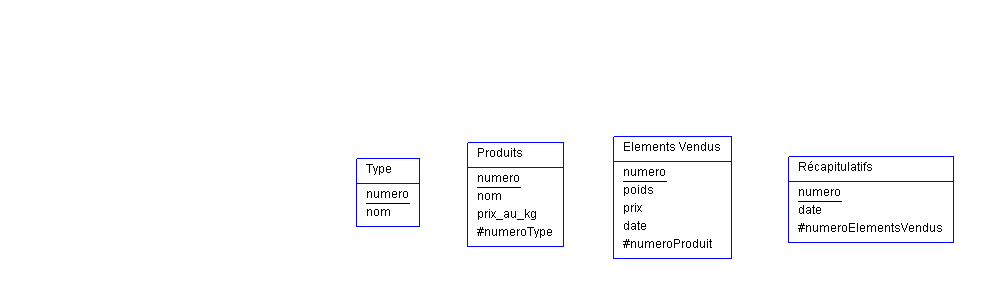 Type
numero
nom
Produits
numero
nom
prix_au_kg
#numeroType
Elements Vendus
numero
poids
prix
date
#numeroProduit
Récapitulatifs
numero
date
#numeroElementsVendus